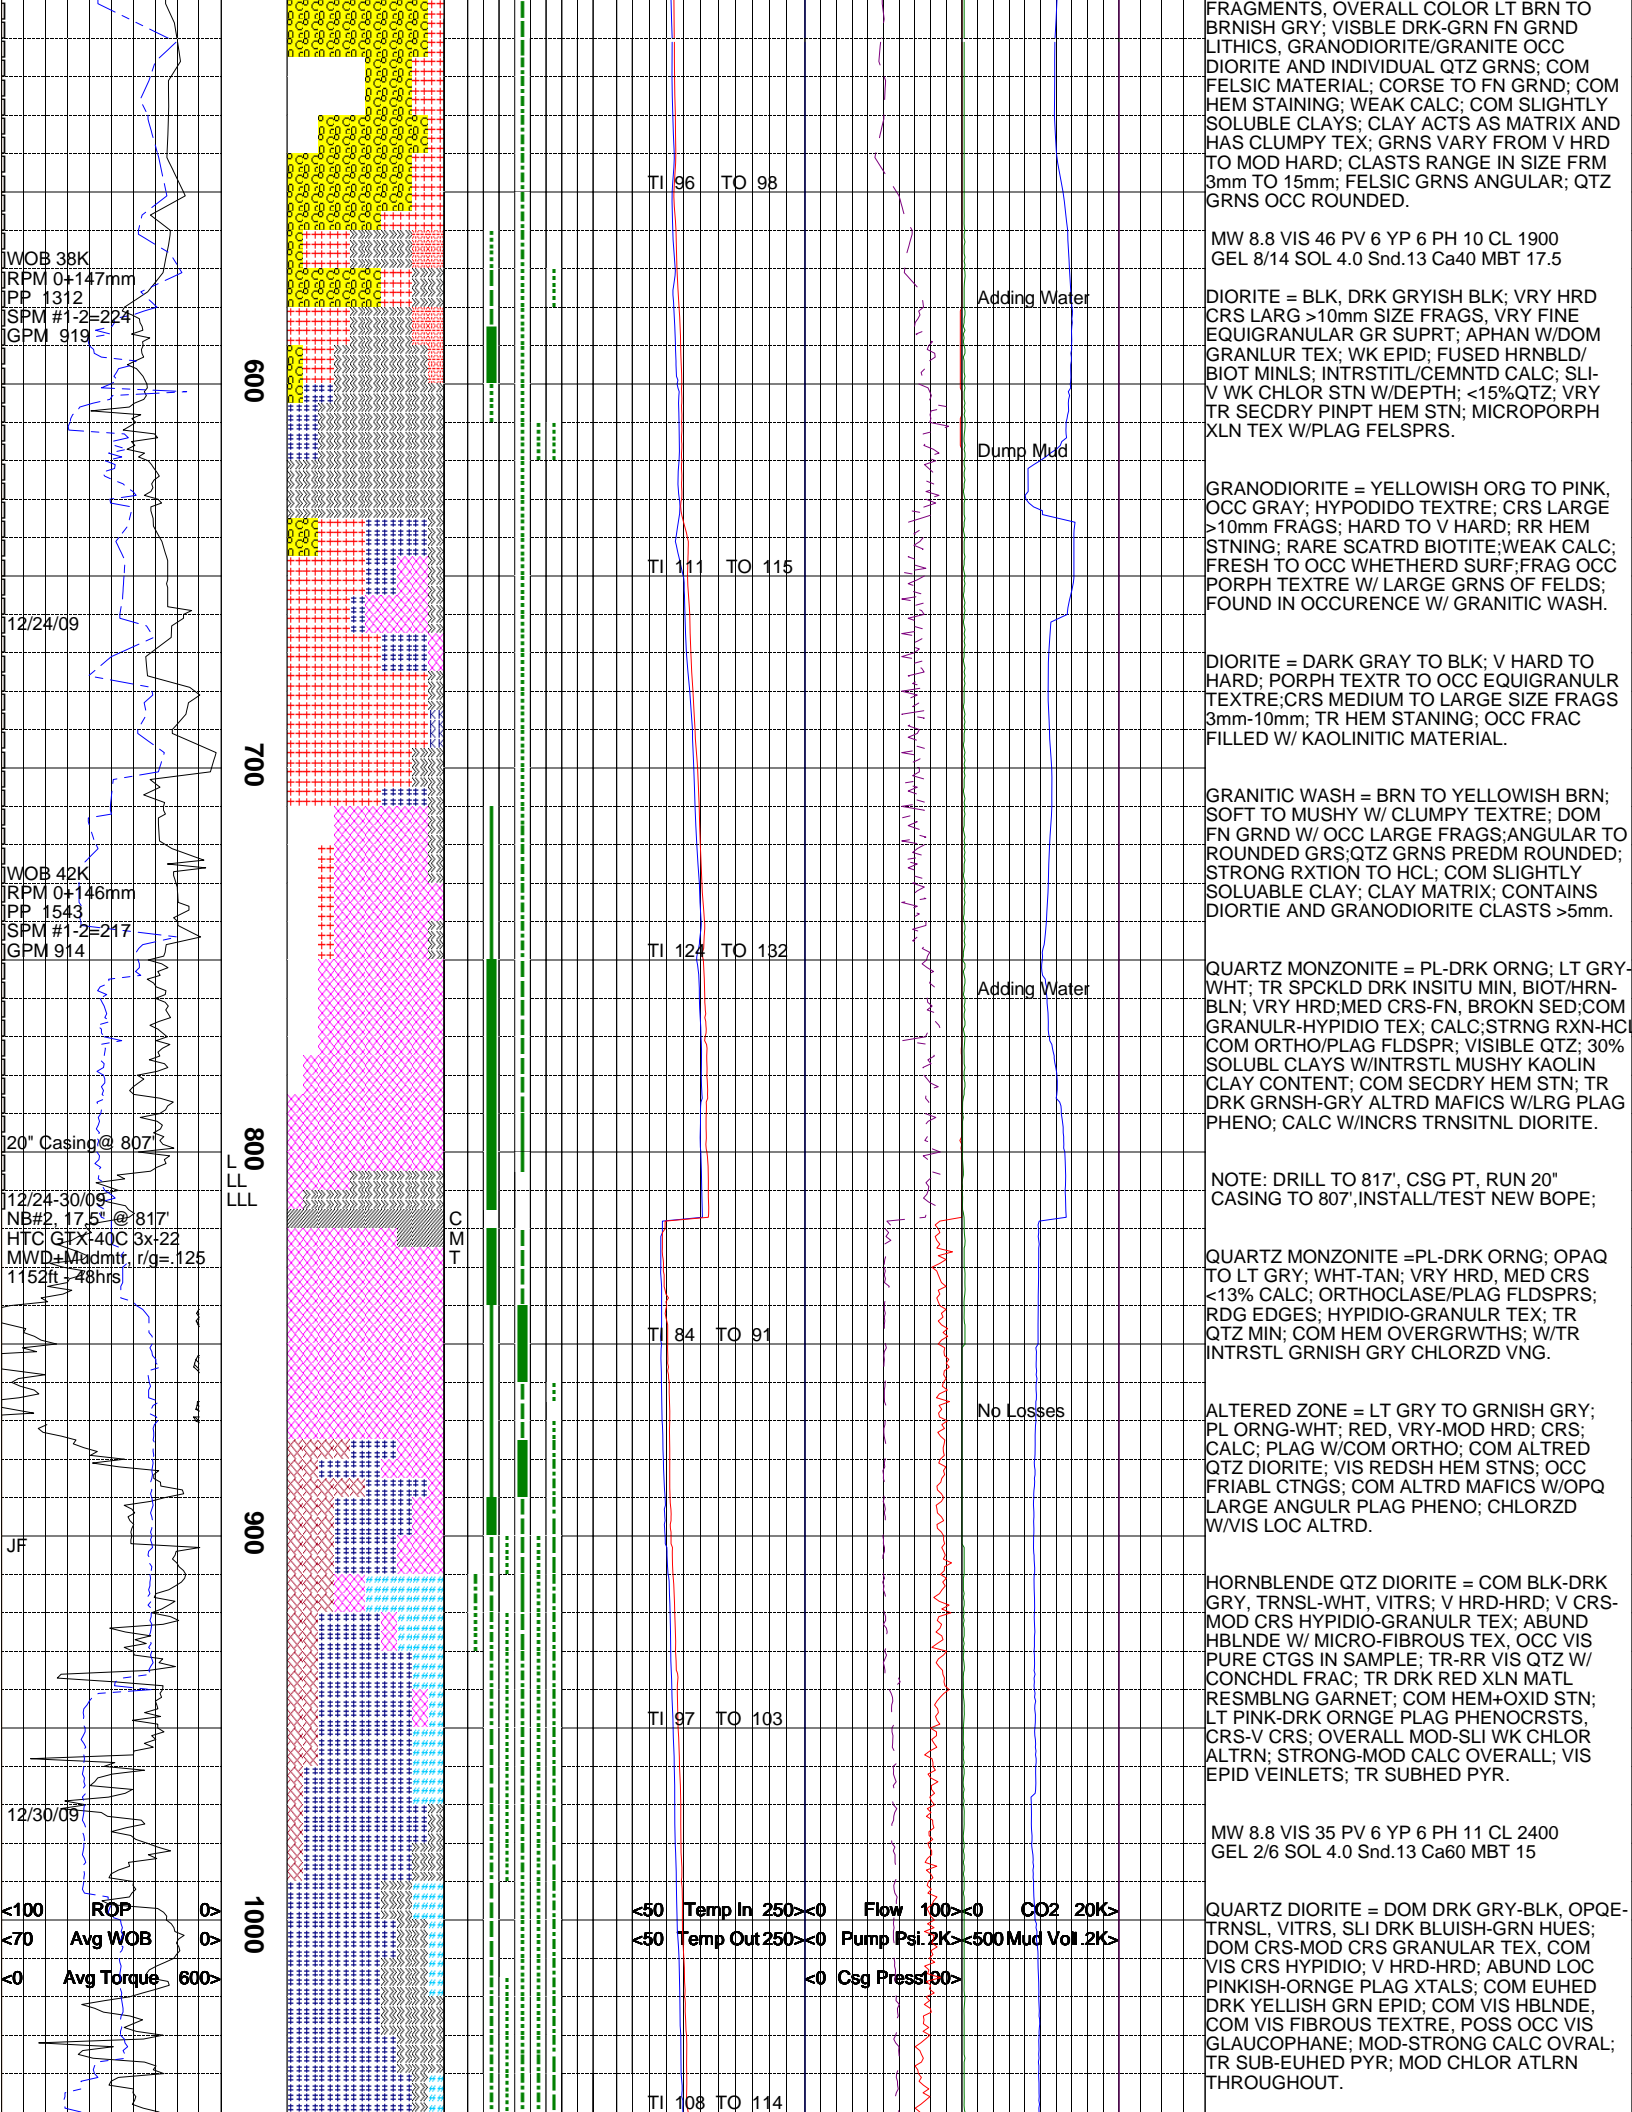 FRAGMENTS, OVERALL COLOR LT BRN TO
BRNISH GRY; VISBLE DRK-GRN FN GRND
LITHICS, GRANODIORITE/GRANITE OCC
DIORITE AND INDIVIDUAL QTZ GRNS; COM
FELSIC MATERIAL; CORSE TO FN GRND; COM
HEM STAINING; WEAK CALC; COM SLIGHTLY
SOLUBLE CLAYS; CLAY ACTS AS MATRIX AND
HAS CLUMPY TEX; GRNS VARY FROM V HRD
TO MOD HARD; CLASTS RANGE IN SIZE FRM
3mm TO 15mm; FELSIC GRNS ANGULAR; QTZ
GRNS OCC ROUNDED.
TI 96 TO 98
MW 8.8 VIS 46 PV 6 YP 6 PH 10 CL 1900
GEL 8/14 SOL 4.0 Snd.13 Ca40 MBT 17.5
]WOB 38K
]RPM 0+147mm
]PP 1312
]SPM #1-2=224
]GPM 919
Adding Water
DIORITE = BLK, DRK GRYISH BLK; VRY HRD
CRS LARG >10mm SIZE FRAGS, VRY FINE
EQUIGRANULAR GR SUPRT; APHAN W/DOM
GRANLUR TEX; WK EPID; FUSED HRNBLD/
BIOT MINLS; INTRSTITL/CEMNTD CALC; SLI-
V WK CHLOR STN W/DEPTH; <15%QTZ; VRY
TR SECDRY PINPT HEM STN; MICROPORPH
XLN TEX W/PLAG FELSPRS.
600
Dump Mud
GRANODIORITE = YELLOWISH ORG TO PINK,
OCC GRAY; HYPODIDO TEXTRE; CRS LARGE
>10mm FRAGS; HARD TO V HARD; RR HEM
STNING; RARE SCATRD BIOTITE;WEAK CALC;
FRESH TO OCC WHETHERD SURF;FRAG OCC
PORPH TEXTRE W/ LARGE GRNS OF FELDS;
FOUND IN OCCURENCE W/ GRANITIC WASH.
TI 111 TO 115
]12/24/09
DIORITE = DARK GRAY TO BLK; V HARD TO
HARD; PORPH TEXTR TO OCC EQUIGRANULR
TEXTRE;CRS MEDIUM TO LARGE SIZE FRAGS
3mm-10mm; TR HEM STANING; OCC FRAC
FILLED W/ KAOLINITIC MATERIAL.
700
GRANITIC WASH = BRN TO YELLOWISH BRN;
SOFT TO MUSHY W/ CLUMPY TEXTRE; DOM
FN GRND W/ OCC LARGE FRAGS;ANGULAR TO
ROUNDED GRS;QTZ GRNS PREDM ROUNDED;
STRONG RXTION TO HCL; COM SLIGHTLY
SOLUABLE CLAY; CLAY MATRIX; CONTAINS
DIORTIE AND GRANODIORITE CLASTS >5mm.
]WOB 42K
]RPM 0+146mm
]PP 1543
]SPM #1-2=217
]GPM 914
TI 124 TO 132
Adding Water
QUARTZ MONZONITE = PL-DRK ORNG; LT GRY-
WHT; TR SPCKLD DRK INSITU MIN, BIOT/HRN-
BLN; VRY HRD;MED CRS-FN, BROKN SED;COM
GRANULR-HYPIDIO TEX; CALC;STRNG RXN-HCL
COM ORTHO/PLAG FLDSPR; VISIBLE QTZ; 30%
SOLUBL CLAYS W/INTRSTL MUSHY KAOLIN
CLAY CONTENT; COM SECDRY HEM STN; TR
DRK GRNSH-GRY ALTRD MAFICS W/LRG PLAG
PHENO; CALC W/INCRS TRNSITNL DIORITE.
]20" Casing@ 807'
800
L
LL
LLL
NOTE: DRILL TO 817', CSG PT, RUN 20"
CASING TO 807',INSTALL/TEST NEW BOPE;
]12/24-30/09
NB#2, 17.5" @ 817'
HTC GTX-40C 3x-22
MWD+Mudmtr, r/g=.125
1152ft - 48hrs
C
M
T
QUARTZ MONZONITE =PL-DRK ORNG; OPAQ
TO LT GRY; WHT-TAN; VRY HRD, MED CRS
<13% CALC; ORTHOCLASE/PLAG FLDSPRS;
RDG EDGES; HYPIDIO-GRANULR TEX; TR
QTZ MIN; COM HEM OVERGRWTHS; W/TR
INTRSTL GRNISH GRY CHLORZD VNG.
TI 84 TO 91
No Losses
ALTERED ZONE = LT GRY TO GRNISH GRY;
PL ORNG-WHT; RED, VRY-MOD HRD; CRS;
CALC; PLAG W/COM ORTHO; COM ALTRED
QTZ DIORITE; VIS REDSH HEM STNS; OCC
FRIABL CTNGS; COM ALTRD MAFICS W/OPQ
LARGE ANGULR PLAG PHENO; CHLORZD
W/VIS LOC ALTRD.
900
JF
HORNBLENDE QTZ DIORITE = COM BLK-DRK
GRY, TRNSL-WHT, VITRS; V HRD-HRD; V CRS-
MOD CRS HYPIDIO-GRANULR TEX; ABUND
HBLNDE W/ MICRO-FIBROUS TEX, OCC VIS
PURE CTGS IN SAMPLE; TR-RR VIS QTZ W/
CONCHDL FRAC; TR DRK RED XLN MATL
RESMBLNG GARNET; COM HEM+OXID STN;
LT PINK-DRK ORNGE PLAG PHENOCRSTS,
CRS-V CRS; OVERALL MOD-SLI WK CHLOR
ALTRN; STRONG-MOD CALC OVERALL; VIS
EPID VEINLETS; TR SUBHED PYR.
TI 97 TO 103
12/30/09
MW 8.8 VIS 35 PV 6 YP 6 PH 11 CL 2400
GEL 2/6 SOL 4.0 Snd.13 Ca60 MBT 15
1000
<100 ROP 0> <50 Temp In 250> <0 Flow 100> <0 CO2 20K>
<70 Avg WOB 0> <50 Temp Out 250> <0 Pump Psi. 2K> <500 Mud Vol1.2K>
<0 Avg Torque 600> <0 Csg Press100>
QUARTZ DIORITE = DOM DRK GRY-BLK, OPQE-
TRNSL, VITRS, SLI DRK BLUISH-GRN HUES;
DOM CRS-MOD CRS GRANULAR TEX, COM
VIS CRS HYPIDIO; V HRD-HRD; ABUND LOC
PINKISH-ORNGE PLAG XTALS; COM EUHED
DRK YELLISH GRN EPID; COM VIS HBLNDE,
COM VIS FIBROUS TEXTRE, POSS OCC VIS
GLAUCOPHANE; MOD-STRONG CALC OVRAL;
TR SUB-EUHED PYR; MOD CHLOR ATLRN
THROUGHOUT.
TI 108 TO 114